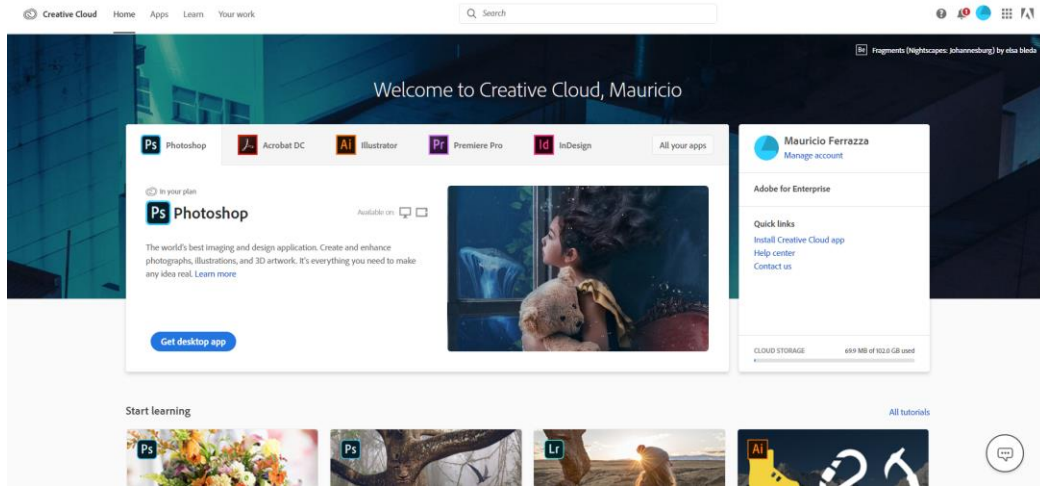 Creative Cloud Home Apps Learn Your work Search
Be Fragments (Nightscapes: Johannesburg) by elsa bleda
Welcome to Creative Cloud, Mauricio
Ps Photoshop Acrobat DC Ai Illustrator Pr Premiere Pro Id InDesign All your apps
In your plan
Ps Photoshop
Available on:
The world's best imaging and design application. Create and enhance
photographs, illustrations, and 3D artwork. It's everything you need to make
any idea real. Learn more
Get desktop app
Mauricio Ferrazza
Manage account
Adobe for Enterprise
Quick links
Install Creative Cloud app
Help center
Contact us
CLOUD STORAGE 69.9 MB of 102.0 GB used
Start learning All tutorials
Ps Ps Lr Ai